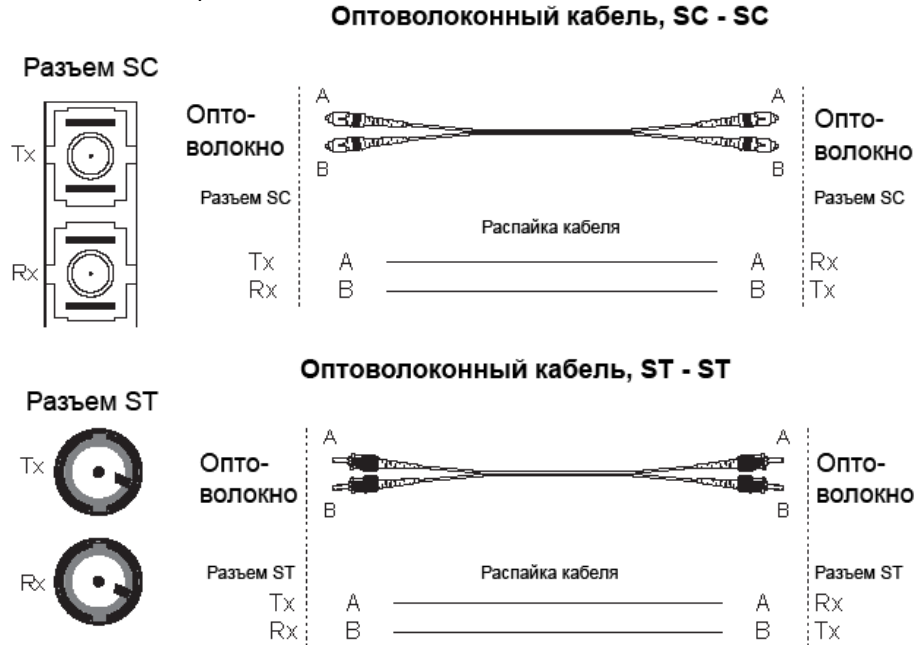 Оптоволоконный кабель, SC - SC
Разъем SC
Tx
Rx
Опто-
волокно
Разъем SC
A
B
A
B
Опто-
волокно
Разъем SC
Распайка кабеля
Tx A A Rx
Rx B B Tx
Оптоволоконный кабель, ST - ST
Разъем ST
Tx
Rx
Опто-
волокно
Разъем ST
A
B
A
B
Опто-
волокно
Разъем ST
Распайка кабеля
Tx A A Rx
Rx B B Tx